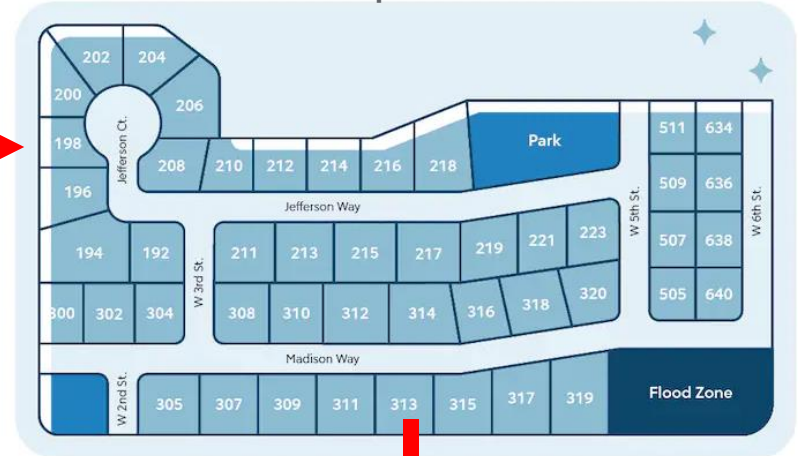 202 204
200
206
198
Jefferson Ct.
196
208 210 212 214 216 218
Park
511 634
509 636
507 638
505 640
W 5th St.
W 6th St.
Jefferson Way
194 192
W 3rd St.
211 213 215 217 219 221 223
300 302 304
308 310 312 314 316 318 320
Madison Way
W 2nd St.
305 307 309 311 313 315 317 319
Flood Zone